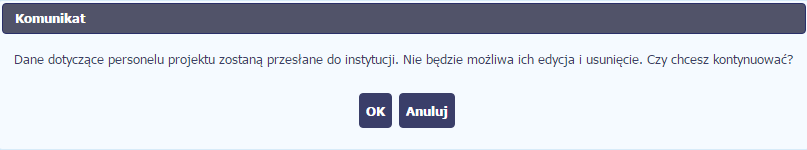 Komunikat
Dane dotyczące personelu projektu zostaną przesłane do instytucji. Nie będzie możliwa ich edycja i usunięcie. Czy chcesz kontynuować?
OK Anuluj